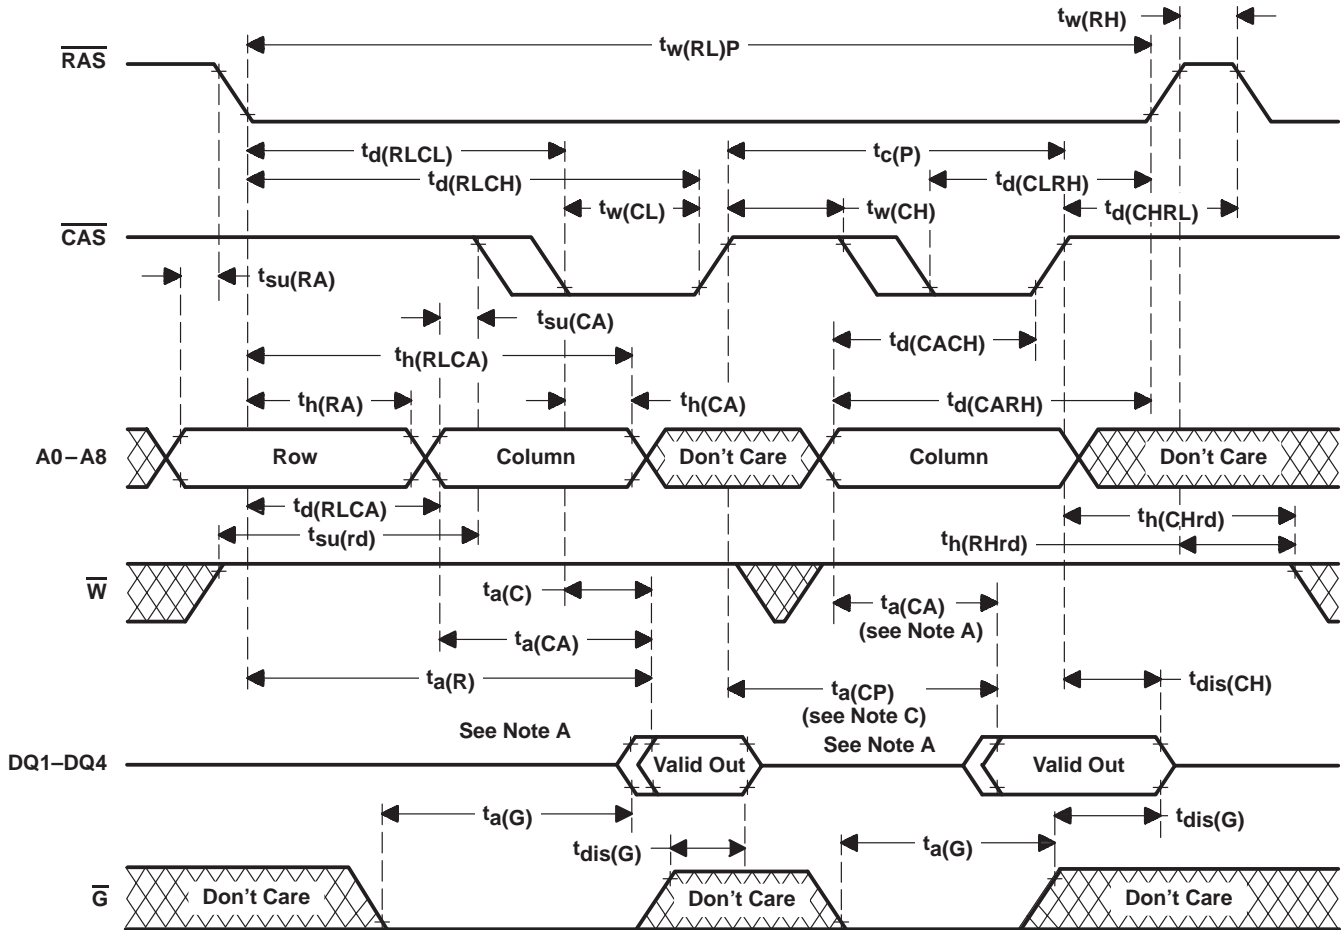 tw(RH)
tw(RL)P
RAS
td(RLCL)
tc(P)
td(RLCH)
td(CLRH)
tw(CL)
tw(CH)
td(CHRL)
CAS
tsu(RA)
tsu(CA)
td(CACH)
th(RLCA)
th(RA)
th(CA)
td(CARH)
A0–A8
Row
Column
Don't Care
Column
Don't Care
td(RLCA)
th(CHrd)
tsu(rd)
th(RHrd)
W
ta(C)
ta(CA)
(see Note A)
ta(CA)
ta(R)
ta(CP)
(see Note C)
tdis(CH)
See Note A
See Note A
DQ1–DQ4
Valid Out
Valid Out
ta(G)
tdis(G)
tdis(G)
ta(G)
G
Don't Care
Don't Care
Don't Care